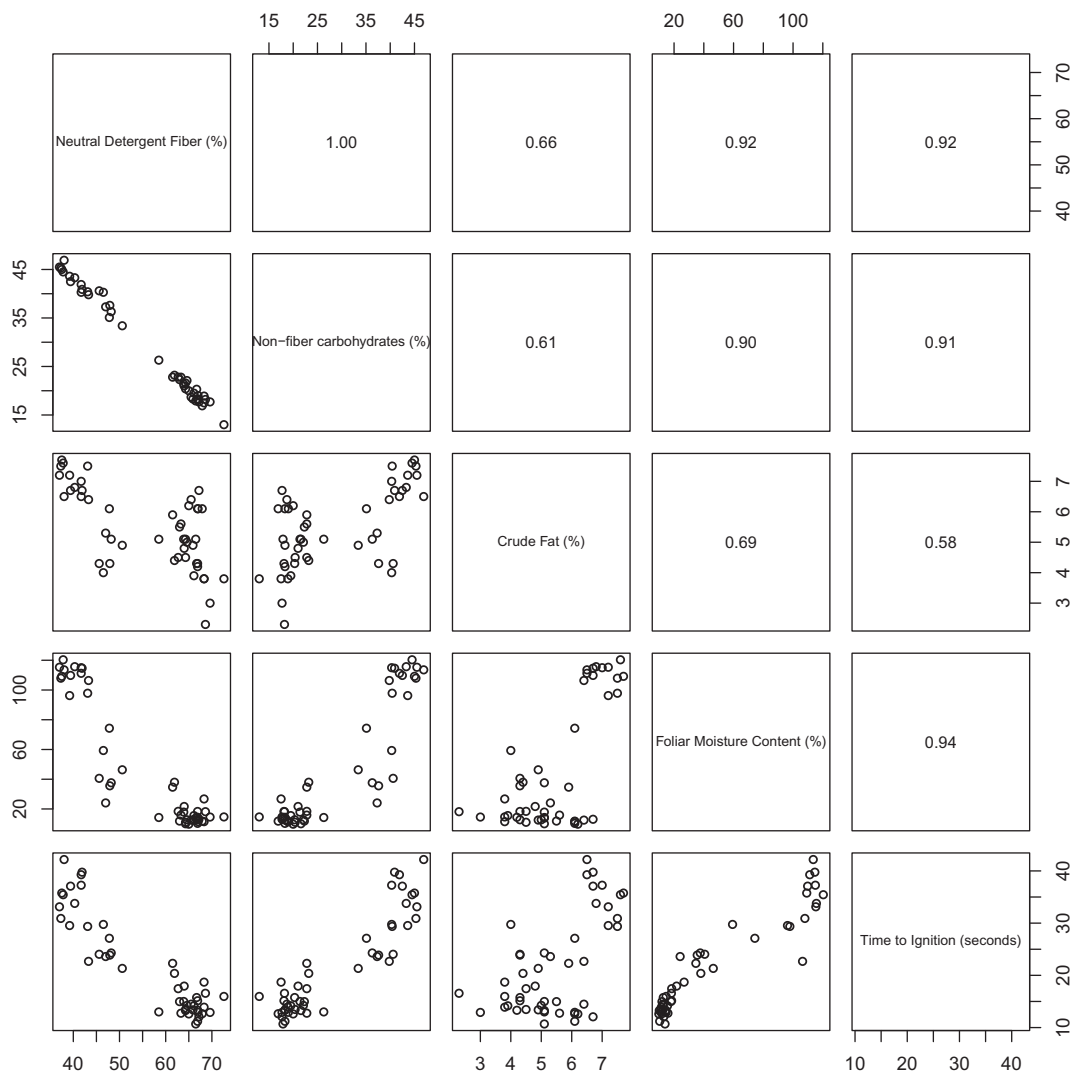 15 25 35 45
20 60 100
Neutral Detergent Fiber (%)
1.00
0.66
0.92
0.92
40 50 60 70
15 25 35 45
Non−fiber carbohydrates (%)
0.61
0.90
0.91
Crude Fat (%)
0.69
0.58
3 4 5 6 7
20 60 100
Foliar Moisture Content (%)
0.94
Time to Ignition (seconds)
10 20 30 40
40 50 60 70
3 4 5 6 7
10 20 30 40